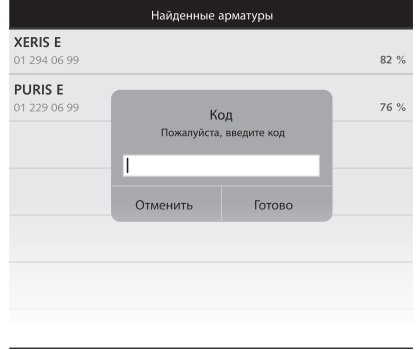 Найденные арматуры
XERIS E
01 294 06 99
82 %
PURIS E
01 229 06 99
76 %
Код
Пожалуйста, введите код
Отменить
Готово